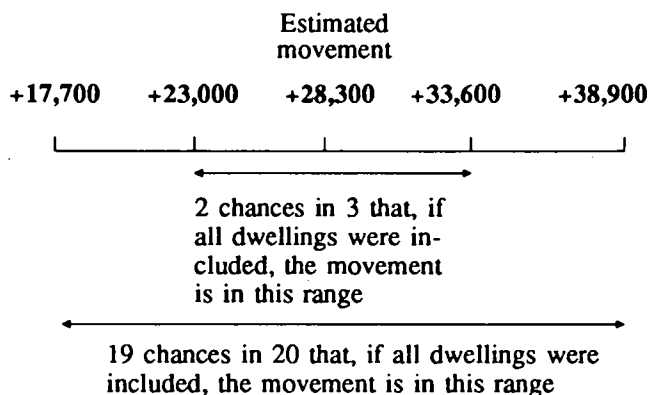 Estimated
movement
+17,700 +23,000 +28,300 +33,600 +38,900
2 chances in 3 that, if
all dwellings were in-
cluded, the movement
is in this range
19 chances in 20 that, if all dwellings were
included, the movement is in this range